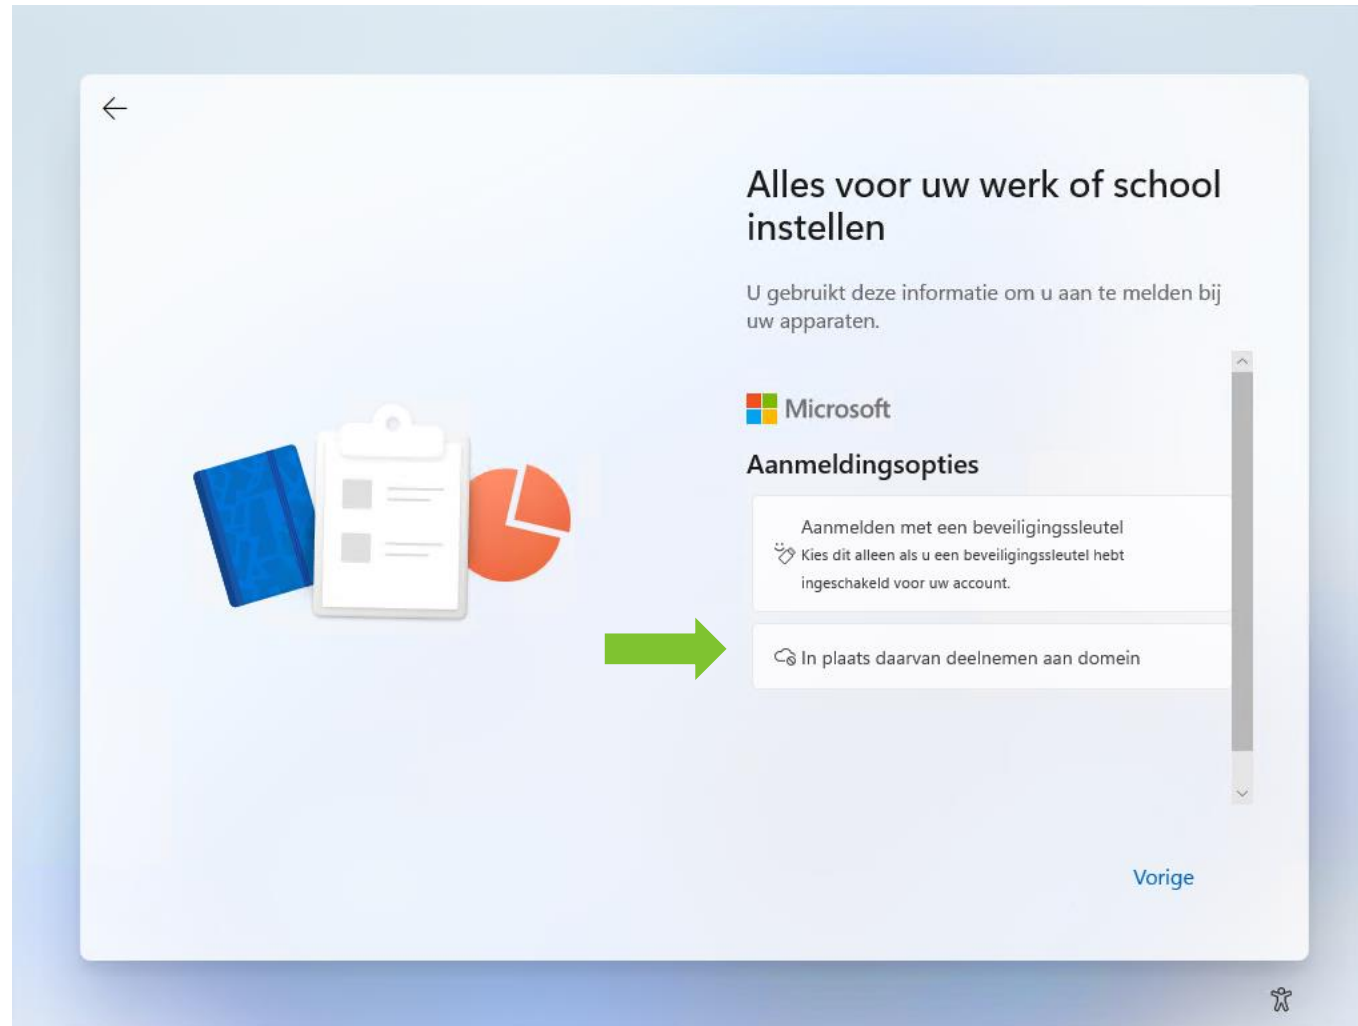 Alles voor uw werk of school
instellen
U gebruikt deze informatie om u aan te melden bij
uw apparaten.
Microsoft
Aanmeldingsopties
Aanmelden met een beveiligingssleutel
Kies dit alleen als u een beveiligingssleutel hebt
ingeschakeld voor uw account.
In plaats daarvan deelnemen aan domein
Vorige